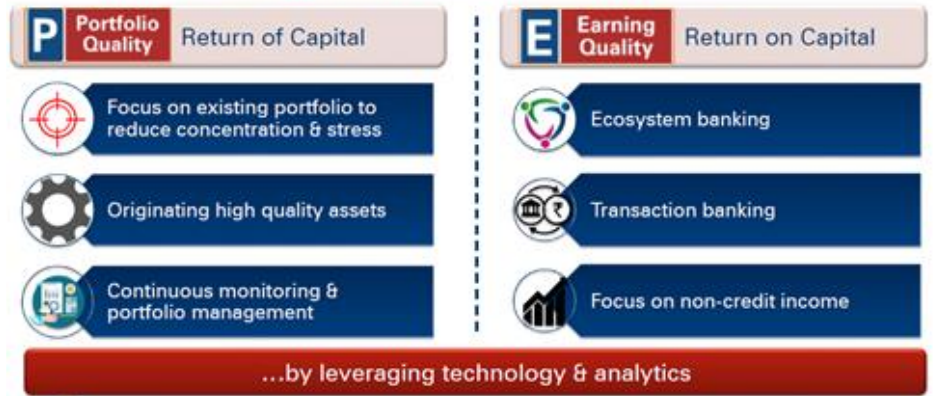 P Portfolio Quality Return of Capital
Focus on existing portfolio to
reduce concentration & stress
Originating high quality assets
Continuous monitoring &
portfolio management
E Earning Quality Return on Capital
Ecosystem banking
₹
Transaction banking
Focus on non-credit income
...by leveraging technology & analytics